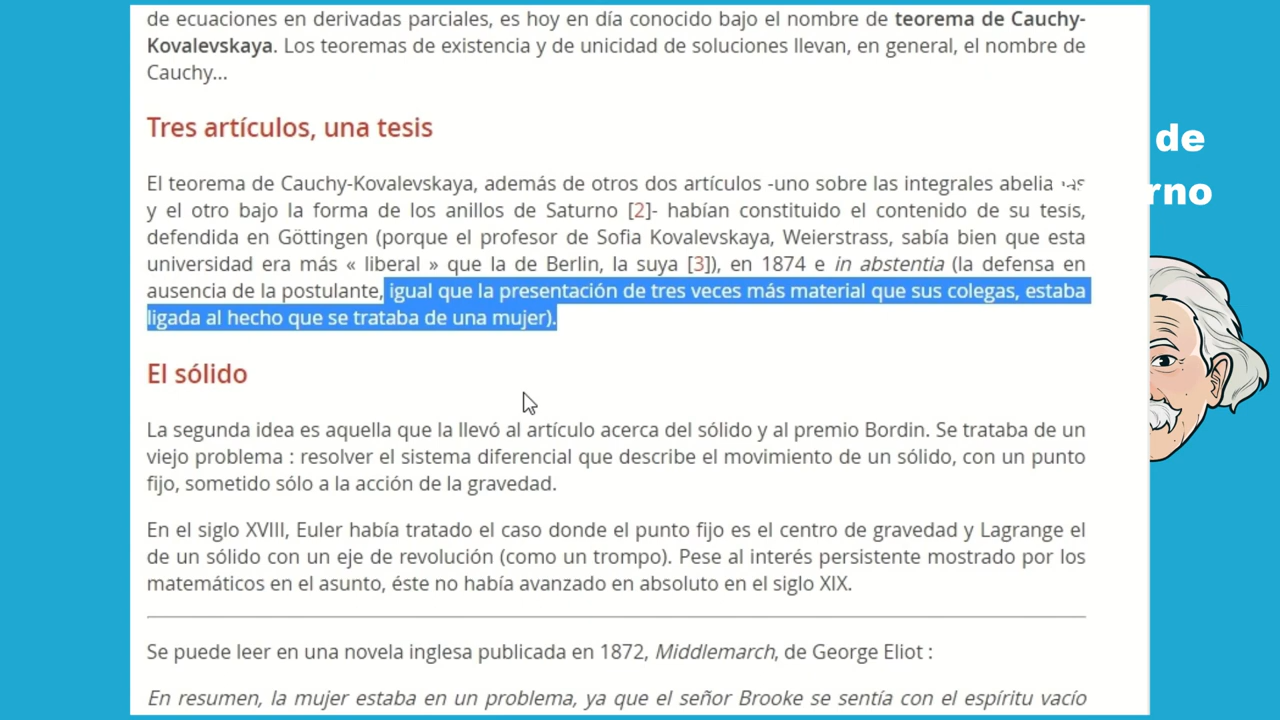 de ecuaciones en derivadas parciales, es hoy en día conocido bajo el nombre de teorema de Cauchy-
Kovalevskaya. Los teoremas de existencia y de unicidad de soluciones llevan, en general, el nombre de
Cauchy...
Tres artículos, una tesis
El teorema de Cauchy-Kovalevskaya, además de otros dos artículos -uno sobre las integrales abelia
y el otro bajo la forma de los anillos de Saturno [2]- habían constituido el contenido de su tesis,
defendida en Göttingen (porque el profesor de Sofia Kovalevskaya, Weierstrass, sabía bien que esta
universidad era más « liberal » que la de Berlin, la suya [3]), en 1874 e in abstentia (la defensa en
ausencia de la postulante, igual que la presentación de tres veces más material que sus colegas, estaba
ligada al hecho que se trataba de una mujer).
El sólido
La segunda idea es aquella que la llevó al artículo acerca del sólido y al premio Bordin. Se trataba de un
viejo problema : resolver el sistema diferencial que describe el movimiento de un sólido, con un punto
fijo, sometido sólo a la acción de la gravedad.
En el siglo XVIII, Euler había tratado el caso donde el punto fijo es el centro de gravedad y Lagrange el
de un sólido con un eje de revolución (como un trompo). Pese al interés persistente mostrado por los
matemáticos en el asunto, éste no había avanzado en absoluto en el siglo XIX.
Se puede leer en una novela inglesa publicada en 1872, Middlemarch, de George Eliot :
En resumen, la mujer estaba en un problema, ya que el señor Brooke se sentía con el espíritu vacío
de
rno